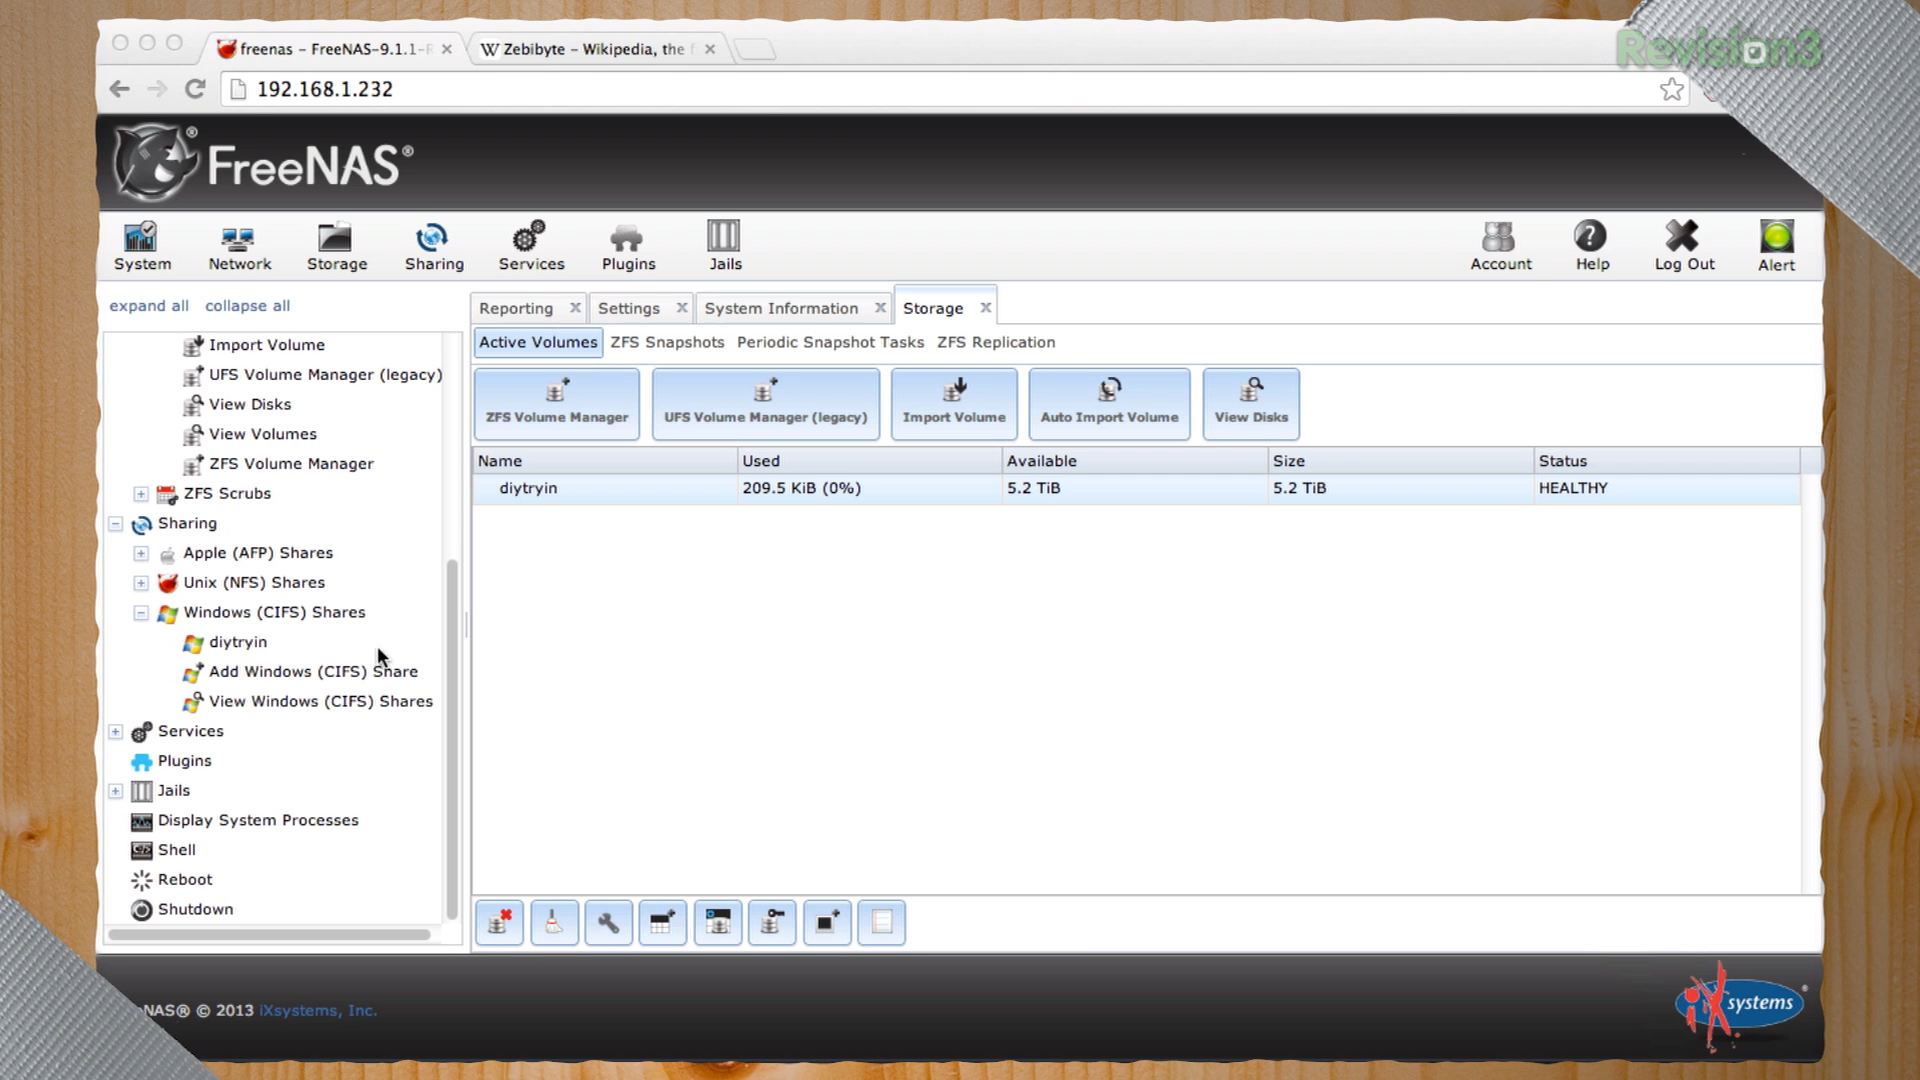 Revision3
freenas - FreeNAS-9.1.1-R
Zebibyte - Wikipedia, the f
192.168.1.232
FreeNAS®
System Network Storage Sharing Services Plugins Jails Account Help Log Out Alert
expand all collapse all
Reporting Settings System Information Storage
Active Volumes ZFS Snapshots Periodic Snapshot Tasks ZFS Replication
ZFS Volume Manager UFS Volume Manager (legacy) Import Volume Auto Import Volume View Disks
Name Used Available Size Status
diytryin 209.5 KiB (0%) 5.2 TiB 5.2 TiB HEALTHY
Import Volume
UFS Volume Manager (legacy)
View Disks
View Volumes
ZFS Volume Manager
ZFS Scrubs
Sharing
Apple (AFP) Shares
Unix (NFS) Shares
Windows (CIFS) Shares
diytryin
Add Windows (CIFS) Share
View Windows (CIFS) Shares
Services
Plugins
Jails
Display System Processes
Shell
Reboot
Shutdown
NAS® © 2013 iXsystems, Inc.
iXsystems®